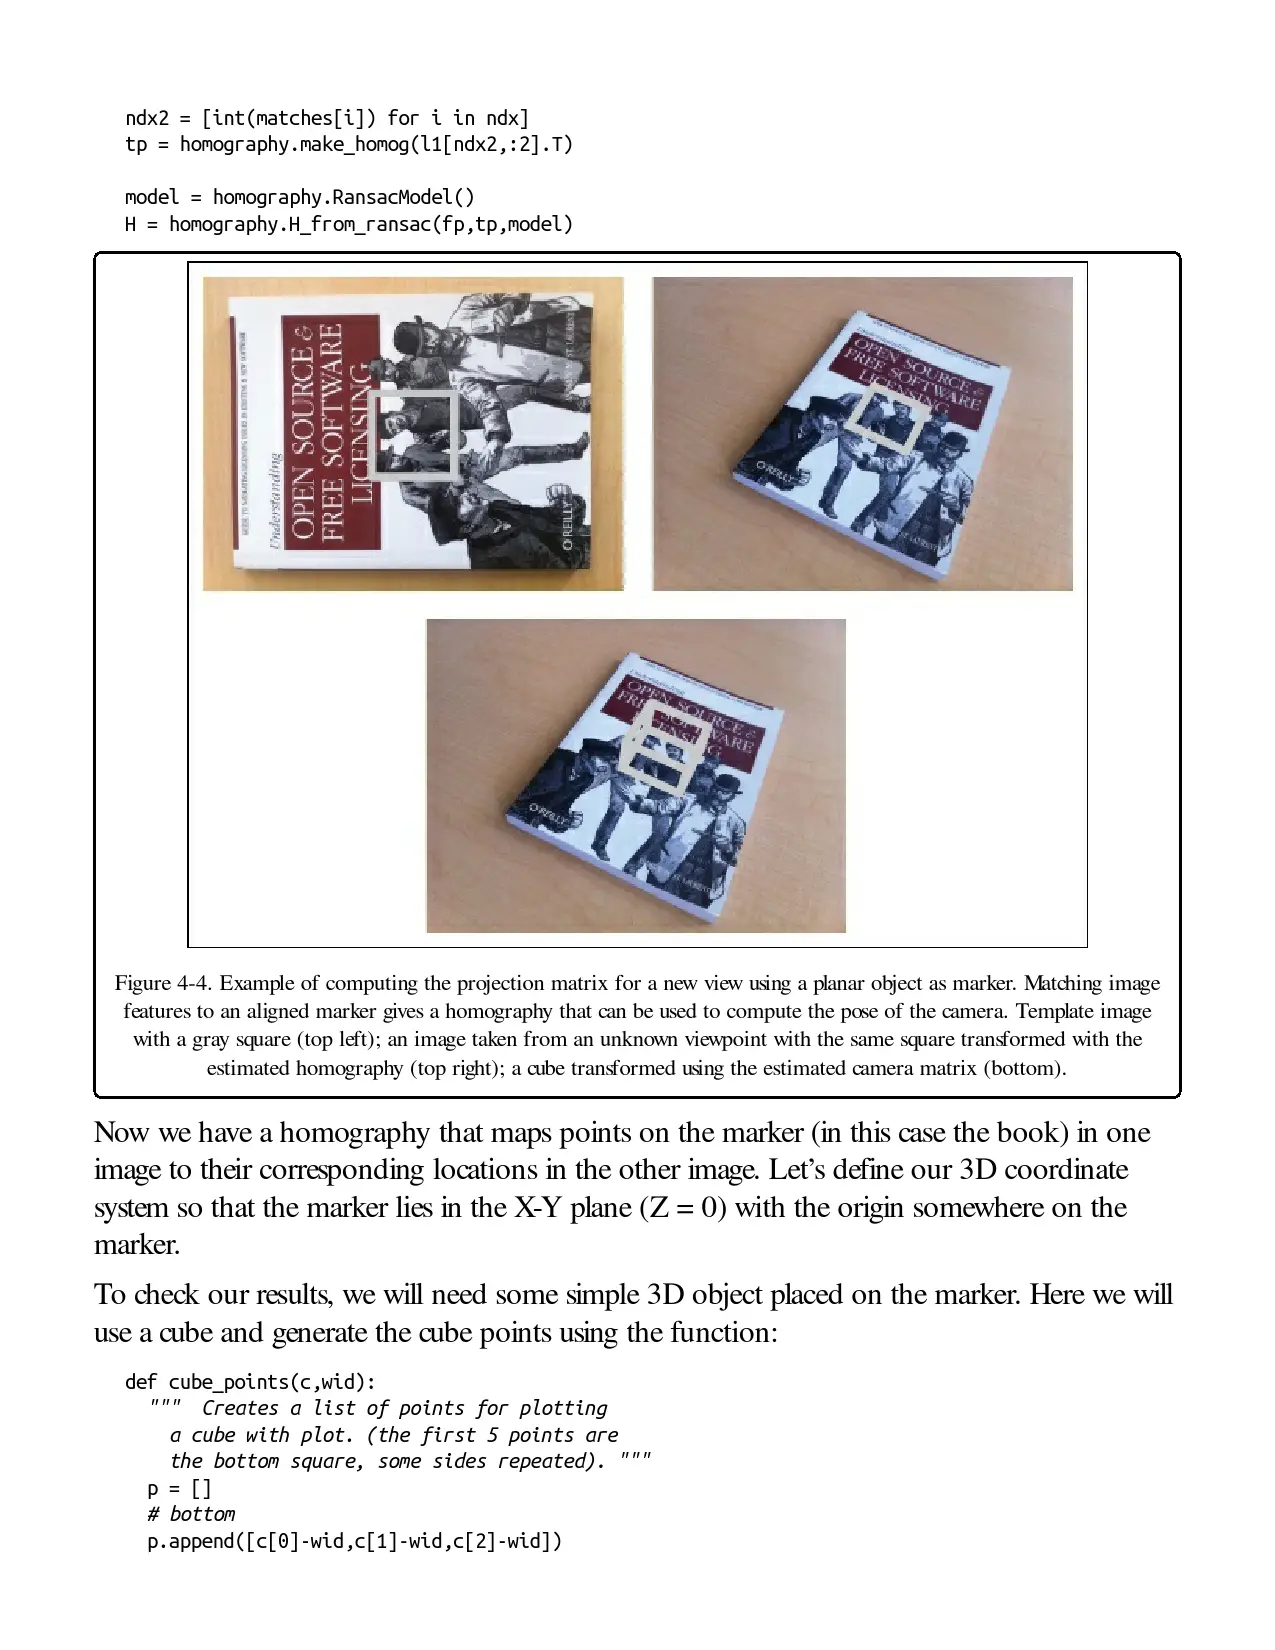 ndx2 = [int(matches[i]) for i in ndx]
tp = homography.make_homog(l1[ndx2,:2].T)
model = homography.RansacModel()
H = homography.H_from_ransac(fp,tp,model)
Understanding
OPEN SOURCE &
FREE SOFTWARE
LICENSING
O'REILLY
OPEN SOURCE &
FREE SOFTWARE
LICENSING
O'REILLY
OPEN SOURCE &
FREE SOFTWARE
LICENSING
O'REILLY
Figure 4-4. Example of computing the projection matrix for a new view using a planar object as marker. Matching image
features to an aligned marker gives a homography that can be used to compute the pose of the camera. Template image
with a gray square (top left); an image taken from an unknown viewpoint with the same square transformed with the
estimated homography (top right); a cube transformed using the estimated camera matrix (bottom).
Now we have a homography that maps points on the marker (in this case the book) in one
image to their corresponding locations in the other image. Let’s define our 3D coordinate
system so that the marker lies in the X-Y plane (Z = 0) with the origin somewhere on the
marker.
To check our results, we will need some simple 3D object placed on the marker. Here we will
use a cube and generate the cube points using the function:
def cube_points(c,wid):
""" Creates a list of points for plotting
a cube with plot. (the first 5 points are
the bottom square, some sides repeated). """
p = []
# bottom
p.append([c[0]-wid,c[1]-wid,c[2]-wid])